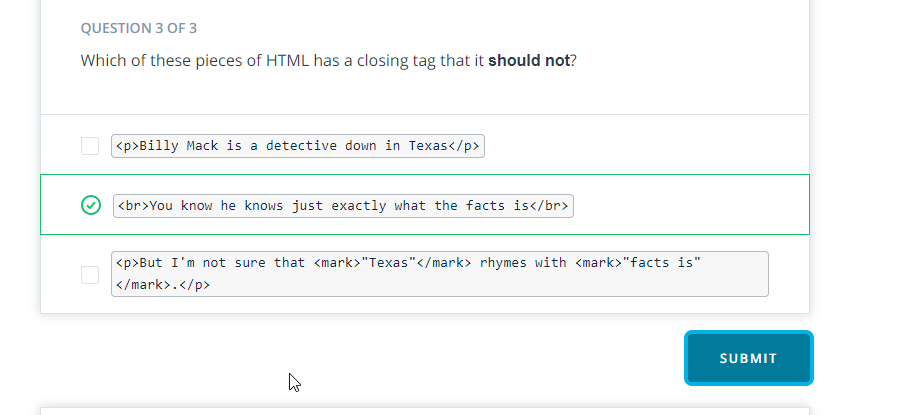 QUESTION 3 OF 3
Which of these pieces of HTML has a closing tag that it should not?
<p>Billy Mack is a detective down in Texas</p>
<br>You know he knows just exactly what the facts is</br>
<p>But I'm not sure that <mark>"Texas"</mark> rhymes with <mark>"facts is"
</mark>.</p>
SUBMIT